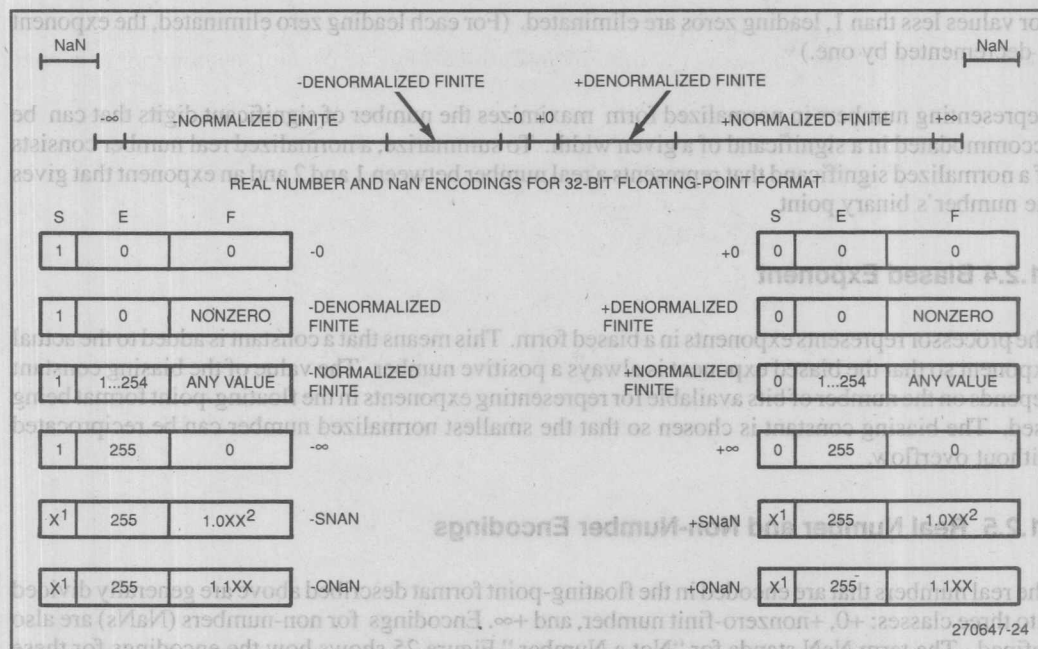 NaN NaN
-DENORMALIZED FINITE +DENORMALIZED FINITE
-∞ -NORMALIZED FINITE -0 +0 +NORMALIZED FINITE +∞
REAL NUMBER AND NaN ENCODINGS FOR 32-BIT FLOATING-POINT FORMAT
S E F S E F
1 0 0 -0 +0 0 0 0
1 0 NONZERO -DENORMALIZED FINITE +DENORMALIZED FINITE 0 0 NONZERO
1 1...254 ANY VALUE -NORMALIZED FINITE +NORMALIZED FINITE 0 1...254 ANY VALUE
1 255 0 -∞ +∞ 0 255 0
X¹ 255 1.0XX² -SNAN +SNaN X¹ 255 1.0XX²
X¹ 255 1.1XX -QNaN +QNaN X¹ 255 1.1XX
270647-24